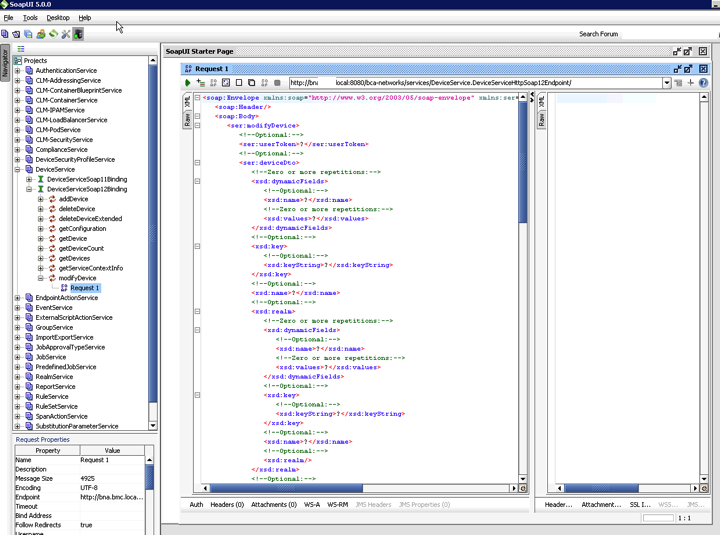 SoapUI 5.0.0
File Tools Desktop Help
Search Forum
Navigator
Projects
AuthenticationService
CLM-AddressingService
CLM-ContainerBlueprintService
CLM-ContainerService
CLM-IPAMService
CLM-LoadBalancerService
CLM-PodService
CLM-SecurityService
ComplianceService
DeviceSecurityProfileService
DeviceService
DeviceServiceSoap11Binding
DeviceServiceSoap12Binding
addDevice
deleteDevice
deleteDeviceExtended
getConfiguration
getDevice
getDeviceCount
getDevices
getServiceContextInfo
modifyDevice
Request 1
EndpointActionService
EventService
ExternalScriptActionService
GroupService
ImportExportService
JobApprovalTypeService
JobService
PredefinedJobService
RealmService
ReportService
RuleService
RuleSetService
SpanActionService
SubstitutionParameterService
Request Properties
Property Value
Name Request 1
Description
Message Size 4925
Encoding UTF-8
Endpoint http://bna.bmc.loca...
Timeout
Bind Address
Follow Redirects true
Username
SoapUI Starter Page
Request 1
http://bna local:8080/bca-networks/services/DeviceService.DeviceServiceHttpSoap12Endpoint/
XML
Raw
<soap:Envelope xmlns:soap="http://www.w3.org/2003/05/soap-envelope" xmlns:ser
<soap:Header/>
<soap:Body>
<ser:modifyDevice>
<!--Optional:-->
<ser:userToken>?</ser:userToken>
<!--Optional:-->
<ser:deviceDto>
<!--Zero or more repetitions:-->
<xsd:dynamicFields>
<!--Optional:-->
<xsd:name>?</xsd:name>
<!--Zero or more repetitions:-->
<xsd:values>?</xsd:values>
</xsd:dynamicFields>
<!--Optional:-->
<xsd:key>
<!--Optional:-->
<xsd:keyString>?</xsd:keyString>
</xsd:key>
<!--Optional:-->
<xsd:name>?</xsd:name>
<!--Optional:-->
<xsd:realm>
<!--Zero or more repetitions:-->
<xsd:dynamicFields>
<!--Optional:-->
<xsd:name>?</xsd:name>
<!--Zero or more repetitions:-->
<xsd:values>?</xsd:values>
</xsd:dynamicFields>
<!--Optional:-->
<xsd:key>
<!--Optional:-->
<xsd:keyString>?</xsd:keyString>
</xsd:key>
<!--Optional:-->
<xsd:name>?</xsd:name>
<!--Optional:-->
<xsd:realm/>
</xsd:realm>
<!--Optional:-->
XML
Raw
Auth Headers (0) Attachments (0) WS-A WS-RM JMS Headers JMS Properties (0)
Header... Attachment... SSL I... WSS... JMS...
1 : 1